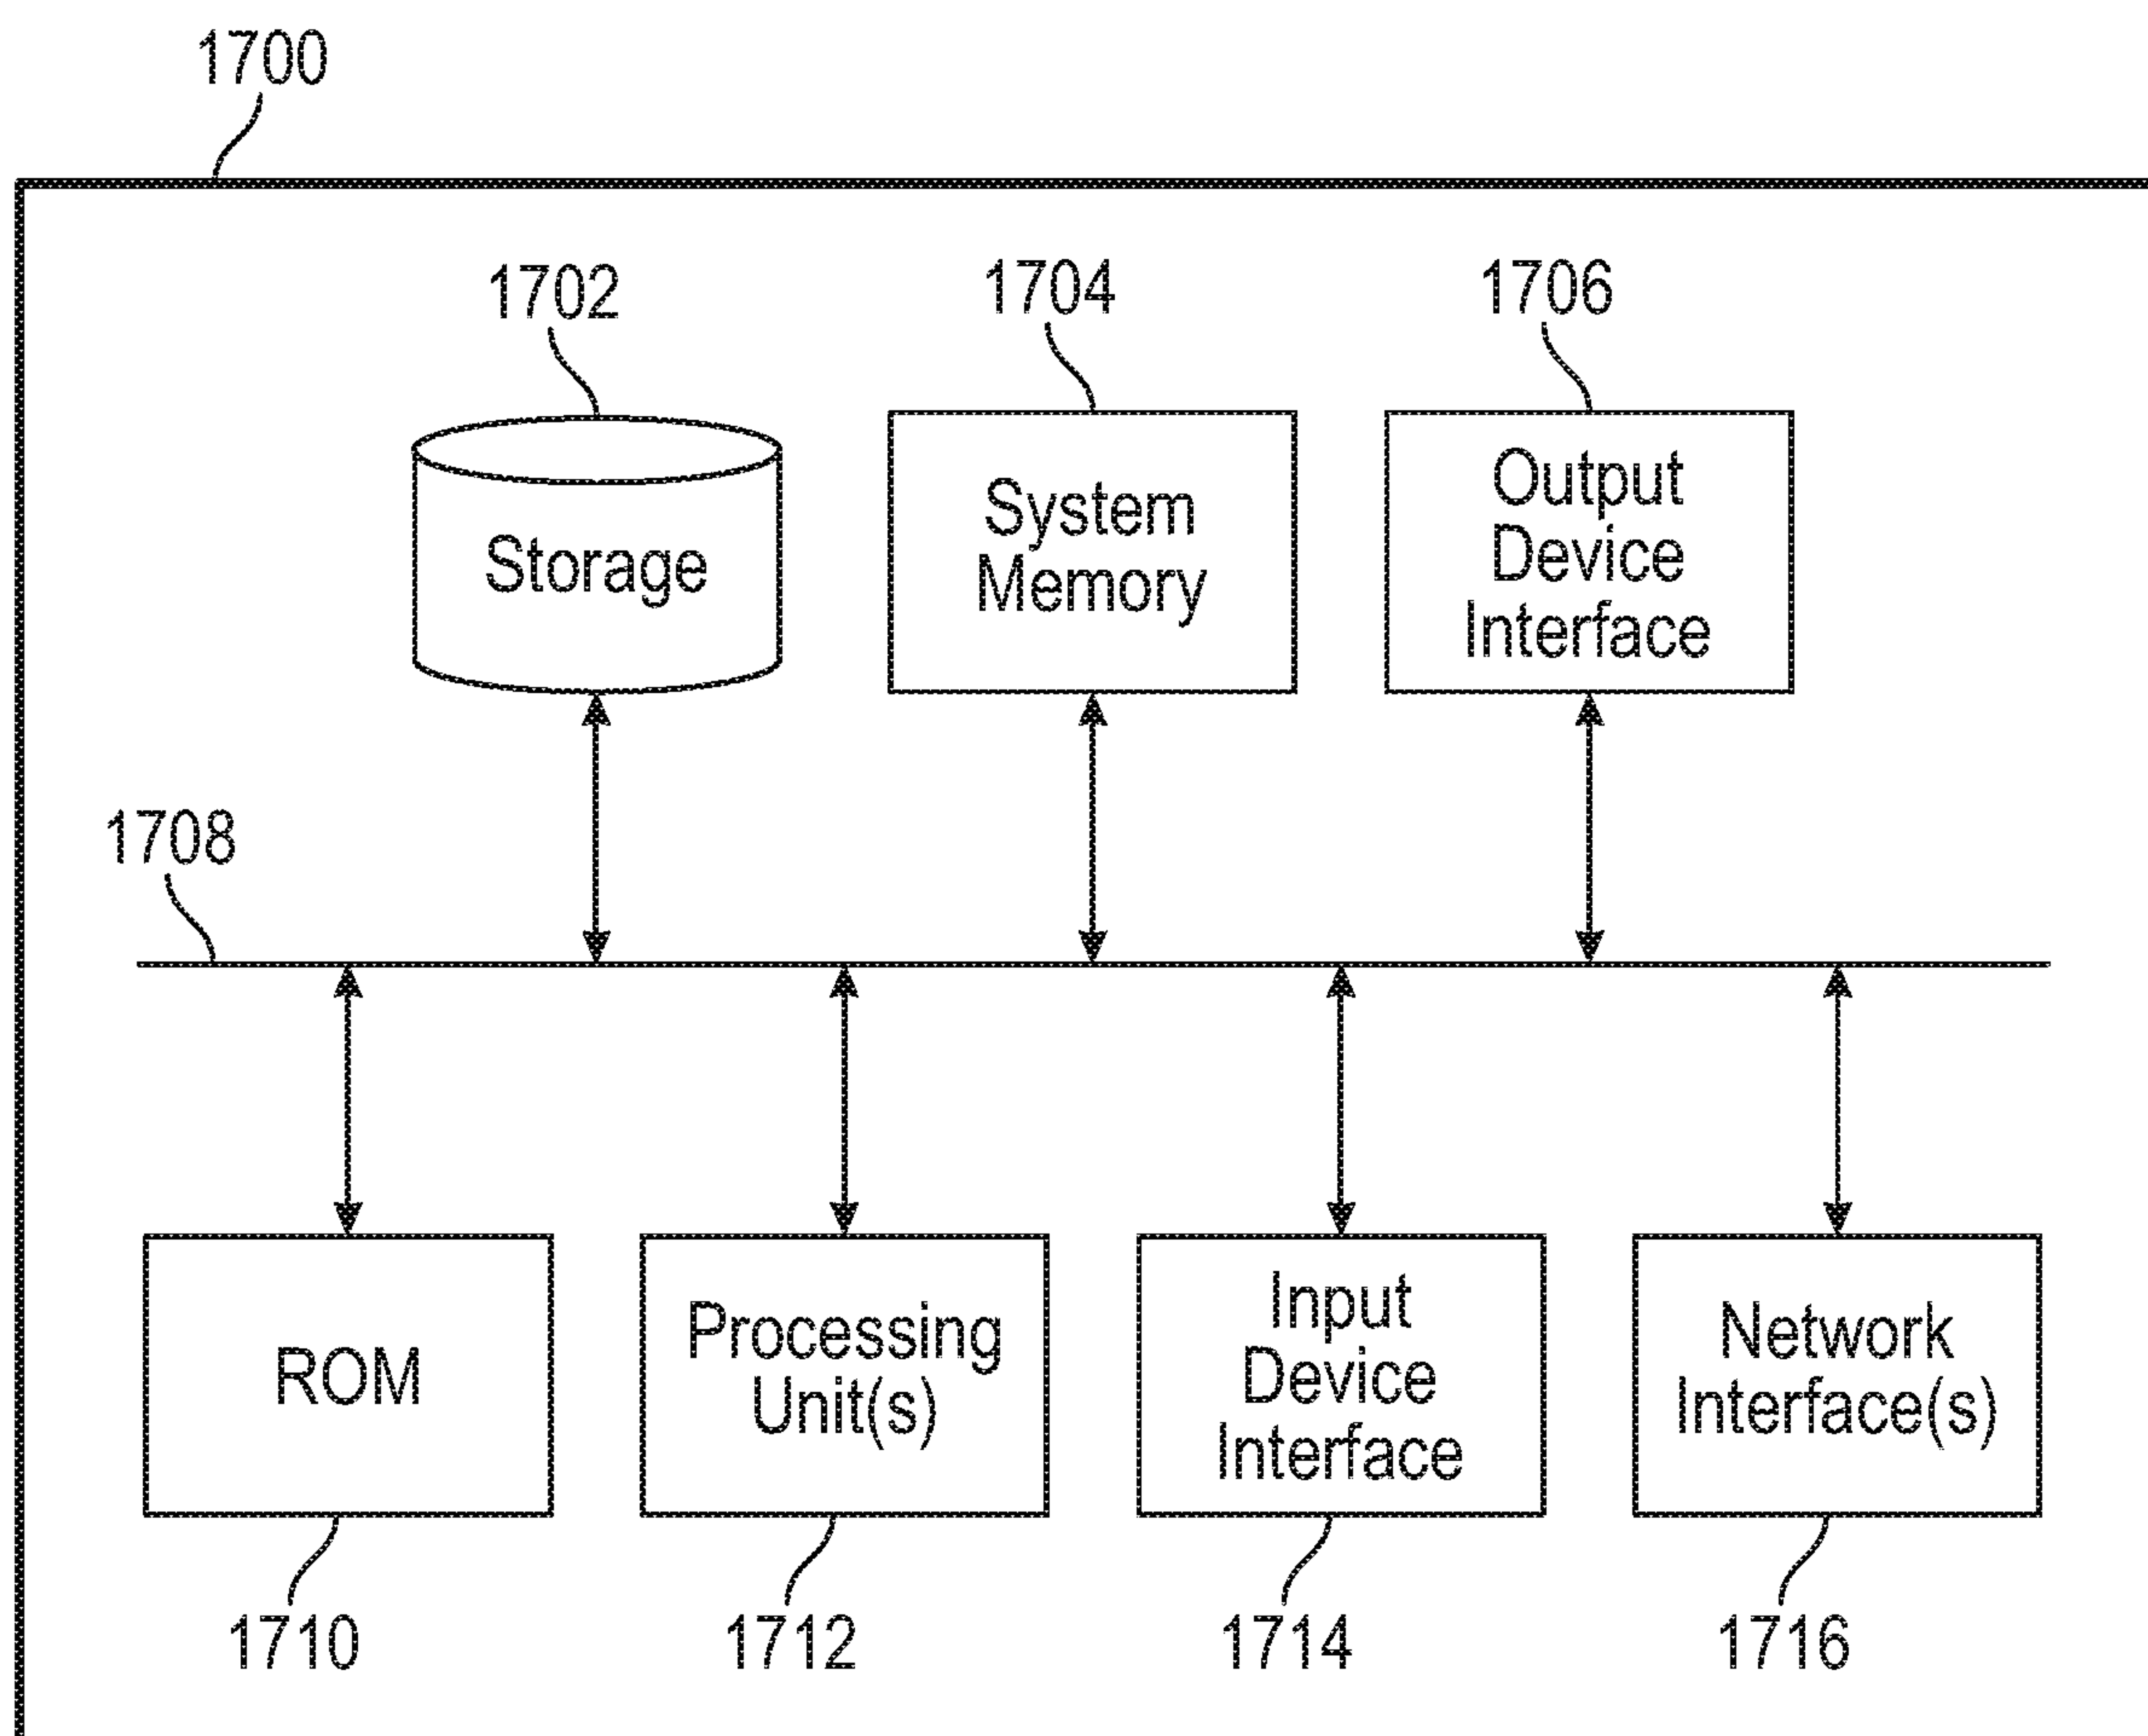 1700
1702
1704
1706
Storage
System
Memory
Output
Device
Interface
1708
ROM
Processing
Unit(s)
Input
Device
Interface
Network
Interface(s)
1710
1712
1714
1716